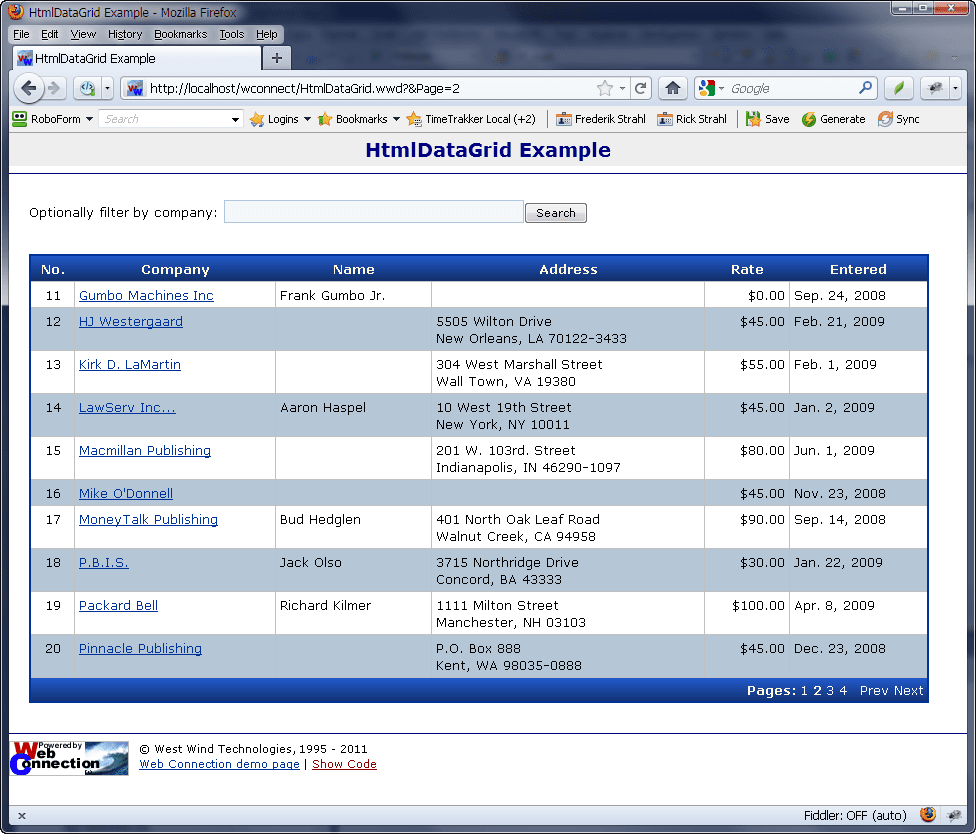 HtmlDataGrid Example - Mozilla Firefox
File Edit View History Bookmarks Tools Help
HtmlDataGrid Example
http://localhost/wconnect/HtmlDataGrid.wwd?&Page=2
Google
RoboForm Search Logins Bookmarks TimeTrakker Local (+2) Frederik Strahl Rick Strahl Save Generate Sync
HtmlDataGrid Example
Optionally filter by company: Search
No. Company Name Address Rate Entered
11 Gumbo Machines Inc Frank Gumbo Jr. $0.00 Sep. 24, 2008
12 HJ Westergaard 5505 Wilton Drive $45.00 Feb. 21, 2009
New Orleans, LA 70122-3433
13 Kirk D. LaMartin 304 West Marshall Street $55.00 Feb. 1, 2009
Wall Town, VA 19380
14 LawServ Inc... Aaron Haspel 10 West 19th Street $45.00 Jan. 2, 2009
New York, NY 10011
15 Macmillan Publishing 201 W. 103rd. Street $80.00 Jun. 1, 2009
Indianapolis, IN 46290-1097
16 Mike O'Donnell $45.00 Nov. 23, 2008
17 MoneyTalk Publishing Bud Hedglen 401 North Oak Leaf Road $90.00 Sep. 14, 2008
Walnut Creek, CA 94958
18 P.B.I.S. Jack Olso 3715 Northridge Drive $30.00 Jan. 22, 2009
Concord, BA 43333
19 Packard Bell Richard Kilmer 1111 Milton Street $100.00 Apr. 8, 2009
Manchester, NH 03103
20 Pinnacle Publishing P.O. Box 888 $45.00 Dec. 23, 2008
Kent, WA 98035-0888
Pages: 1 2 3 4 Prev Next
Powered by
Web Connection
© West Wind Technologies, 1995 - 2011
Web Connection demo page | Show Code
Fiddler: OFF (auto)